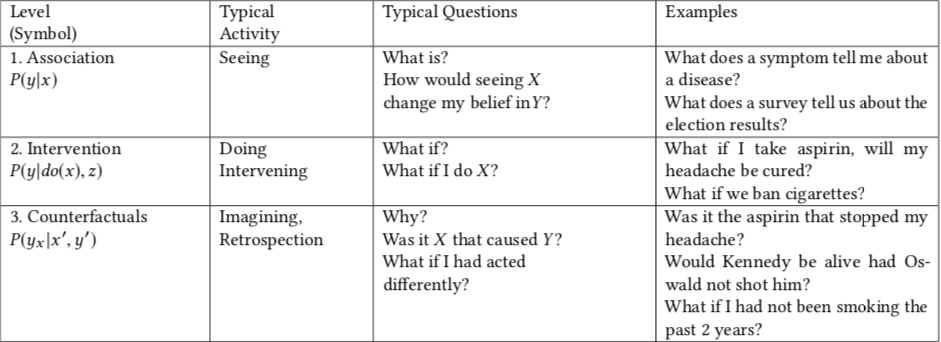 Level
(Symbol)
Typical
Activity
Typical Questions
Examples
1. Association
P(y|x)
Seeing
What is?
How would seeing X
change my belief inY?
What does a symptom tell me about
a disease?
What does a survey tell us about the
election results?
2. Intervention
P(y|do(x), z)
Doing
Intervening
What if?
What if I do X?
What if I take aspirin, will my
headache be cured?
What if we ban cigarettes?
3. Counterfactuals
P(yₓ|x′, y′)
Imagining,
Retrospection
Why?
Was it X that caused Y?
What if I had acted
differently?
Was it the aspirin that stopped my
headache?
Would Kennedy be alive had Os-
wald not shot him?
What if I had not been smoking the
past 2 years?